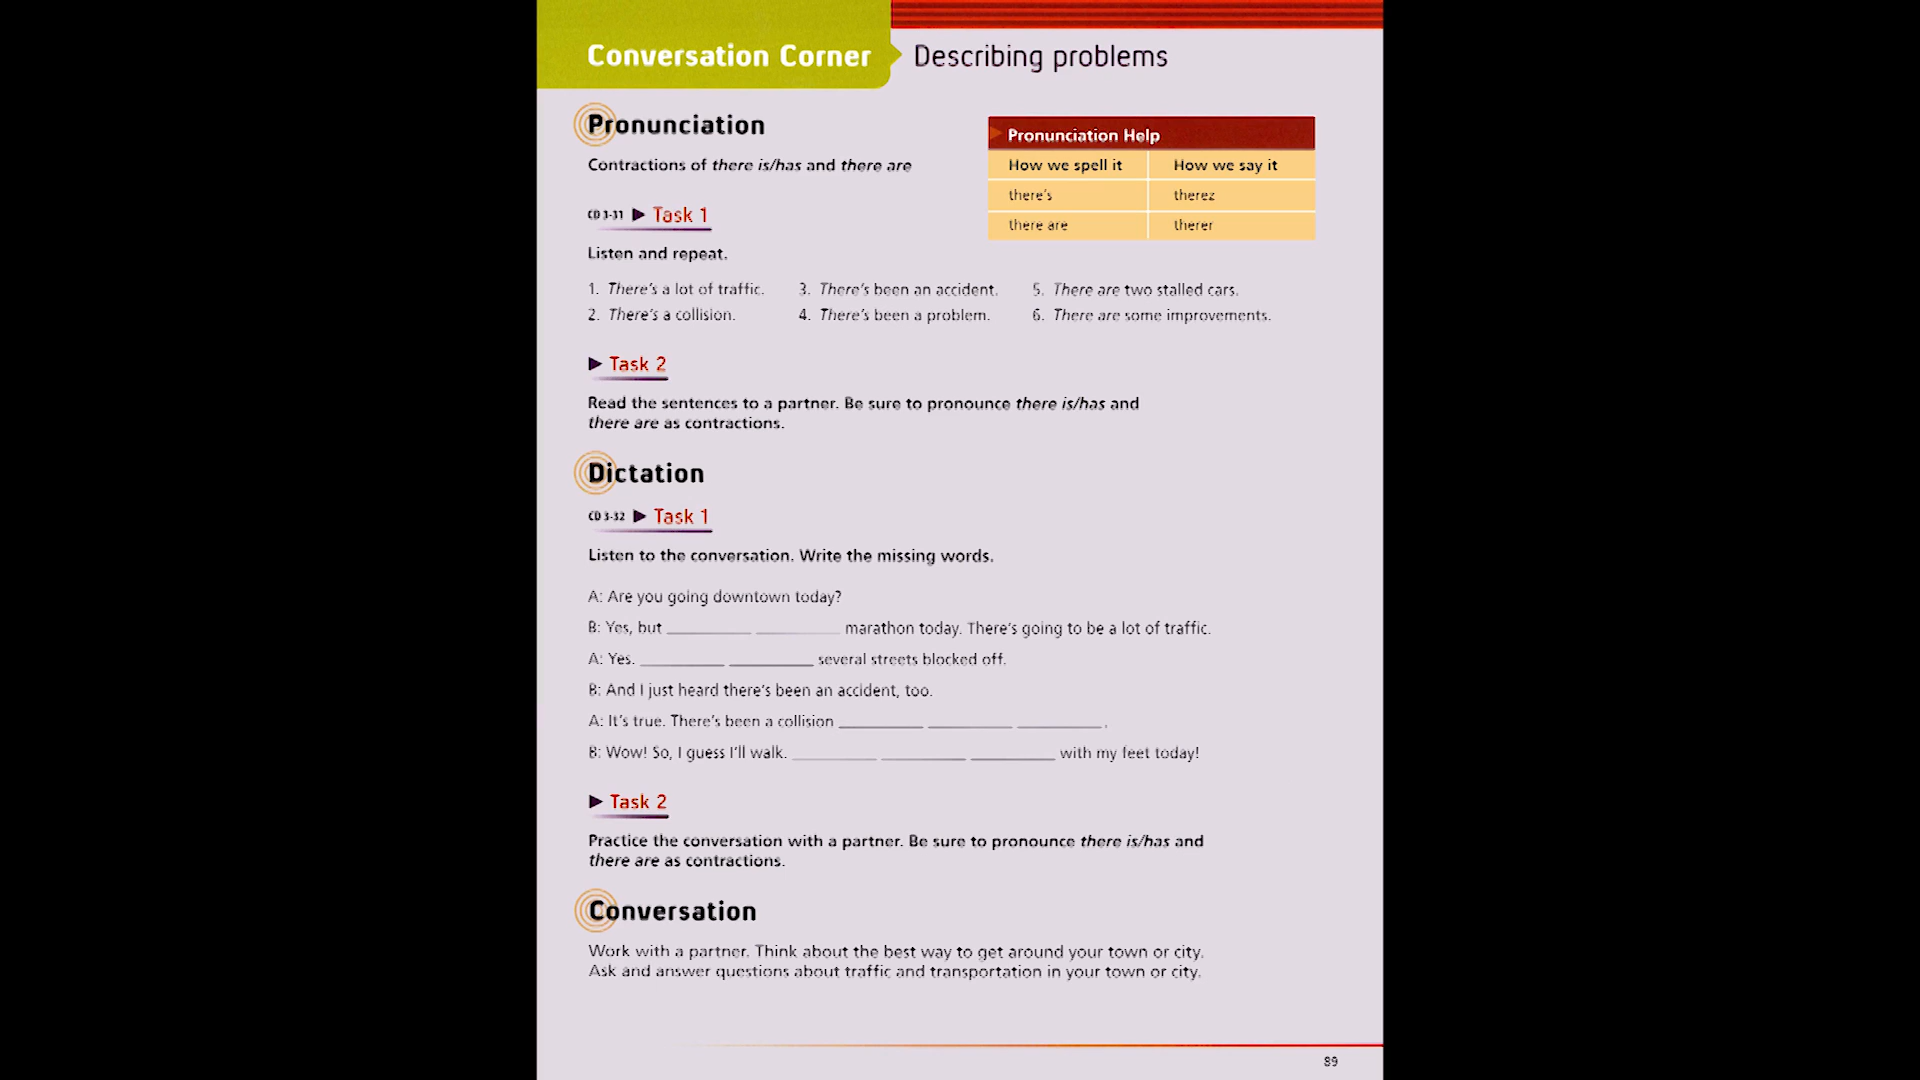 Conversation Corner Describing problems
Pronunciation
Contractions of there is/has and there are
Pronunciation Help
How we spell it How we say it
there's therez
there are therer
CD 3-31 ▶ Task 1
Listen and repeat.
1. There's a lot of traffic. 3. There's been an accident. 5. There are two stalled cars.
2. There's a collision. 4. There's been a problem. 6. There are some improvements.
▶ Task 2
Read the sentences to a partner. Be sure to pronounce there is/has and
there are as contractions.
Dictation
CD 3-32 ▶ Task 1
Listen to the conversation. Write the missing words.
A: Are you going downtown today?
B: Yes, but ________ ________ marathon today. There's going to be a lot of traffic.
A: Yes. ________ ________ several streets blocked off.
B: And I just heard there's been an accident, too.
A: It's true. There's been a collision ________ ________ ________.
B: Wow! So, I guess I'll walk. ________ ________ ________ with my feet today!
▶ Task 2
Practice the conversation with a partner. Be sure to pronounce there is/has and
there are as contractions.
Conversation
Work with a partner. Think about the best way to get around your town or city.
Ask and answer questions about traffic and transportation in your town or city.
89